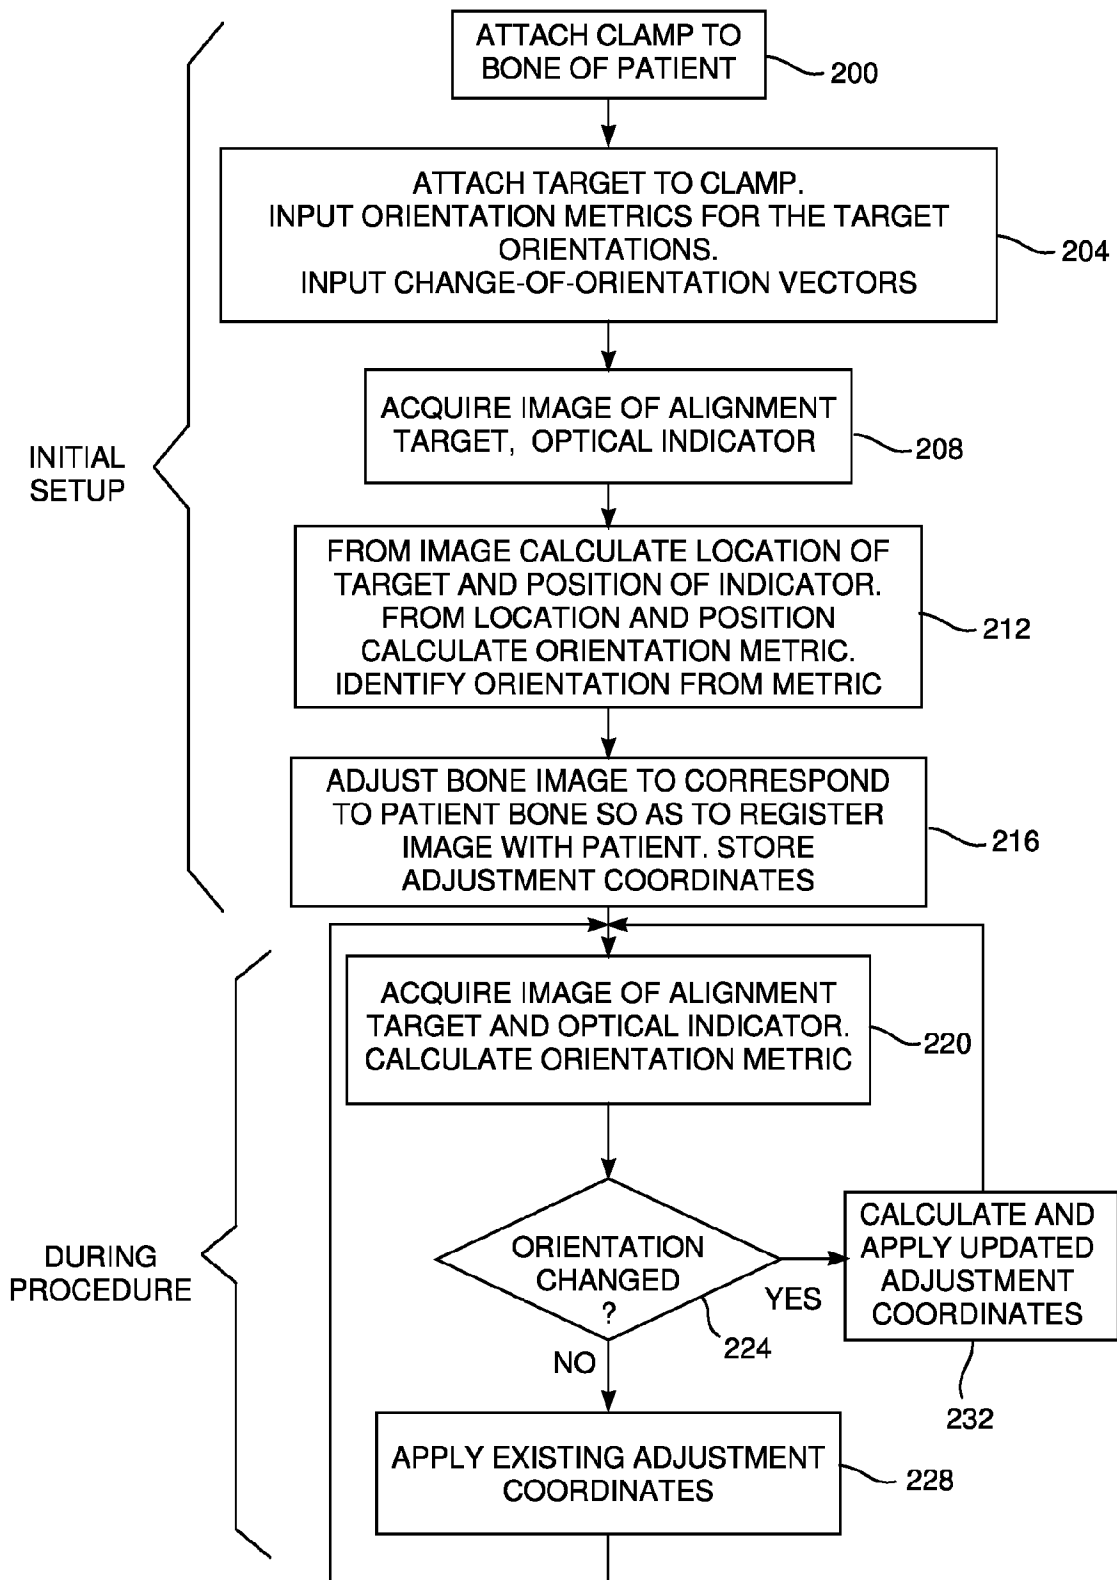 ATTACH CLAMP TO
BONE OF PATIENT
200
ATTACH TARGET TO CLAMP.
INPUT ORIENTATION METRICS FOR THE TARGET
ORIENTATIONS.
INPUT CHANGE-OF-ORIENTATION VECTORS
204
ACQUIRE IMAGE OF ALIGNMENT
TARGET, OPTICAL INDICATOR
208
INITIAL
SETUP
FROM IMAGE CALCULATE LOCATION OF
TARGET AND POSITION OF INDICATOR.
FROM LOCATION AND POSITION
CALCULATE ORIENTATION METRIC.
IDENTIFY ORIENTATION FROM METRIC
212
ADJUST BONE IMAGE TO CORRESPOND
TO PATIENT BONE SO AS TO REGISTER
IMAGE WITH PATIENT. STORE
ADJUSTMENT COORDINATES
216
ACQUIRE IMAGE OF ALIGNMENT
TARGET AND OPTICAL INDICATOR.
CALCULATE ORIENTATION METRIC
220
DURING
PROCEDURE
ORIENTATION
CHANGED
?
224
YES
CALCULATE AND
APPLY UPDATED
ADJUSTMENT
COORDINATES
232
NO
APPLY EXISTING ADJUSTMENT
COORDINATES
228